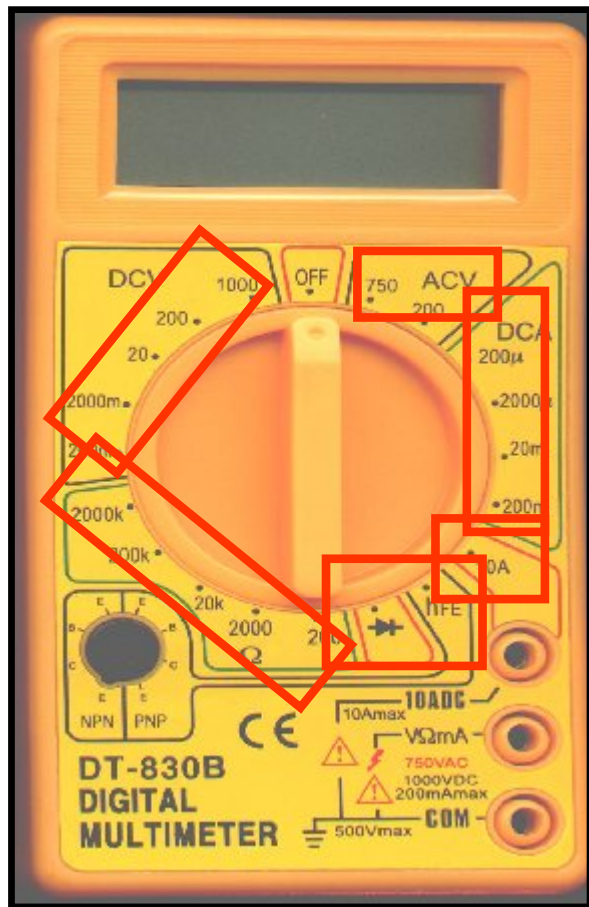 DCV
1000
OFF
750
ACV
200
200
DCA
20
200µ
2000m
2000µ
20m
200m
2000k
200k
20k
2000
Ω
200
hFE
E
E
B
B
C
C
E
E
NPN
PNP
CE
10ADC
10Amax
VΩmA
750VAC
1000VDC
200mAmax
COM
500Vmax
DT-830B
DIGITAL
MULTIMETER